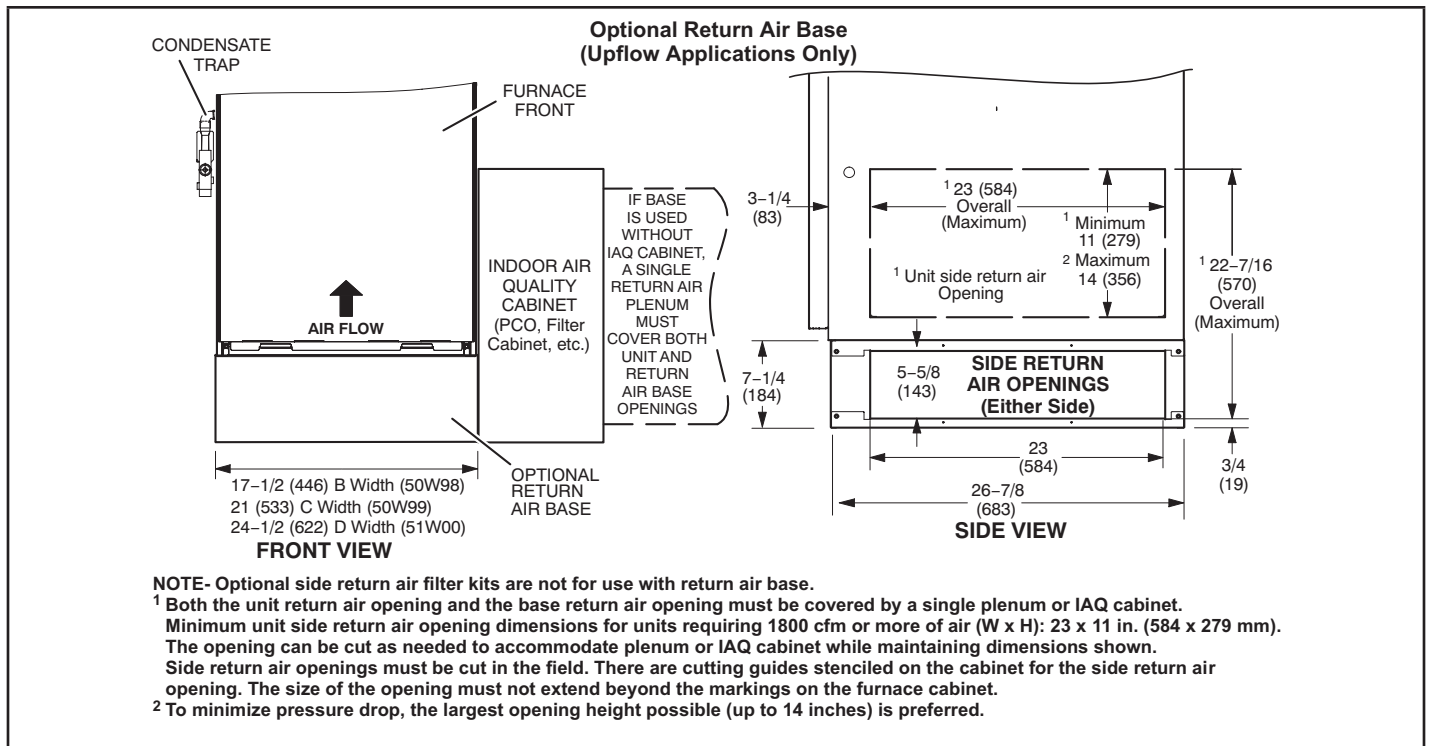 Optional Return Air Base
(Upflow Applications Only)
CONDENSATE
TRAP
FURNACE
FRONT
AIR FLOW
INDOOR AIR
QUALITY
CABINET
(PCO, Filter
Cabinet, etc.)
IF BASE
IS USED
WITHOUT
IAQ CABINET,
A SINGLE
RETURN AIR
PLENUM
MUST
COVER BOTH
UNIT AND
RETURN
AIR BASE
OPENINGS
OPTIONAL
RETURN
AIR BASE
17−1/2 (446) B Width (50W98)
21 (533) C Width (50W99)
24−1/2 (622) D Width (51W00)
FRONT VIEW
3−1/4
(83)
1 23 (584)
Overall
(Maximum)
1 Minimum
11 (279)
2 Maximum
14 (356)
1 Unit side return air
Opening
1 22−7/16
(570)
Overall
(Maximum)
7−1/4
(184)
5−5/8
(143)
SIDE RETURN
AIR OPENINGS
(Either Side)
23
(584)
26−7/8
(683)
3/4
(19)
SIDE VIEW
NOTE- Optional side return air filter kits are not for use with return air base.
1 Both the unit return air opening and the base return air opening must be covered by a single plenum or IAQ cabinet.
Minimum unit side return air opening dimensions for units requiring 1800 cfm or more of air (W x H): 23 x 11 in. (584 x 279 mm).
The opening can be cut as needed to accommodate plenum or IAQ cabinet while maintaining dimensions shown.
Side return air openings must be cut in the field. There are cutting guides stenciled on the cabinet for the side return air
opening. The size of the opening must not extend beyond the markings on the furnace cabinet.
2 To minimize pressure drop, the largest opening height possible (up to 14 inches) is preferred.